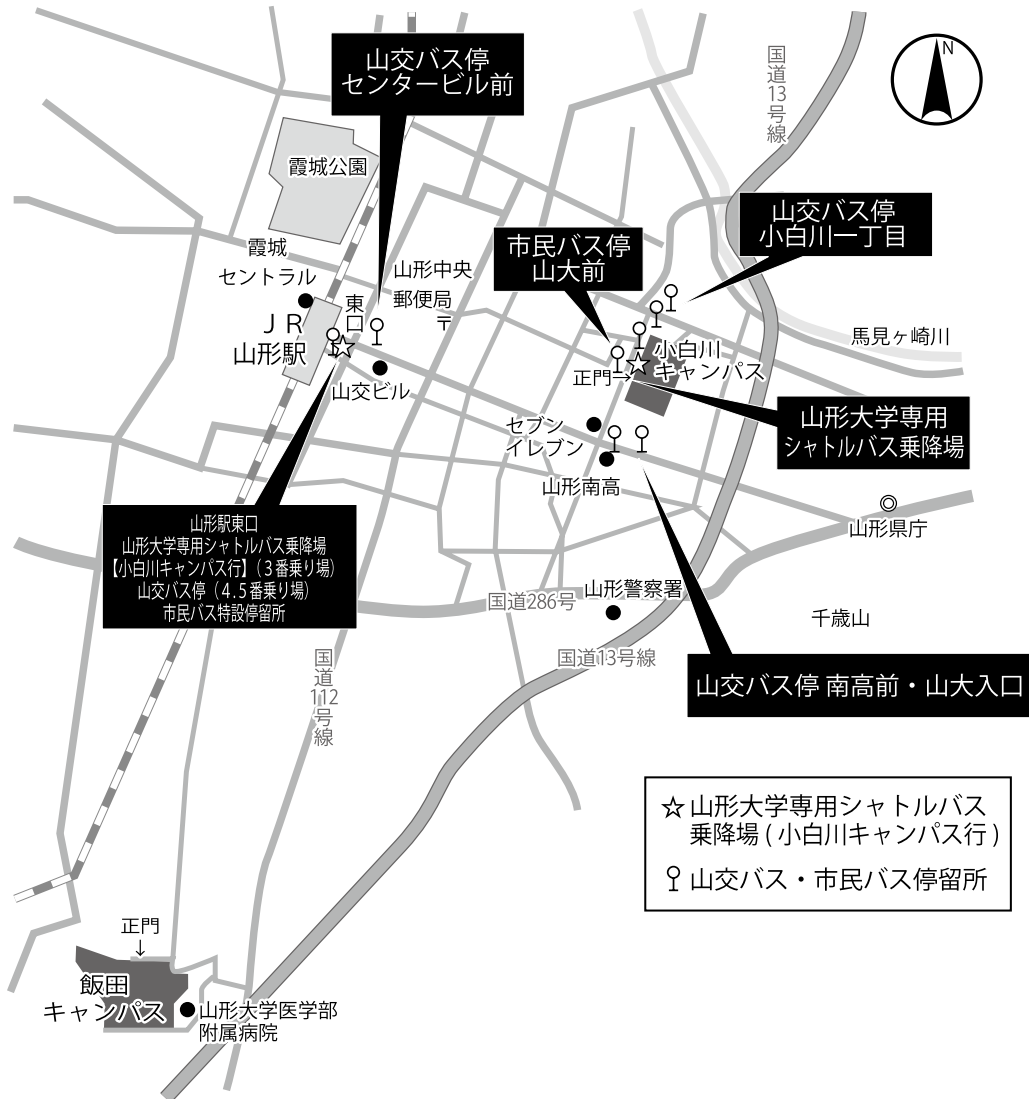 山交バス停
センタービル前
国道13号線
N
霞城公園
山交バス停
小白川一丁目
市民バス停
山大前
霞城
セントラル
山形中央
郵便局
〒
東口
JR
山形駅
山交ビル
馬見ヶ崎川
小白川
キャンパス
正門→
山形大学専用
シャトルバス乗降場
セブン
イレブン
山形南高
山形県庁
山形駅東口
山形大学専用シャトルバス乗降場
【小白川キャンパス行】(3番乗り場)
山交バス停(4.5番乗り場)
市民バス特設停留所
国道286号
山形警察署
千歳山
国道13号線
国道112号線
山交バス停 南高前・山大入口
☆山形大学専用シャトルバス
乗降場(小白川キャンパス行)
山交バス・市民バス停留所
正門
↓
飯田
キャンパス
山形大学医学部
附属病院